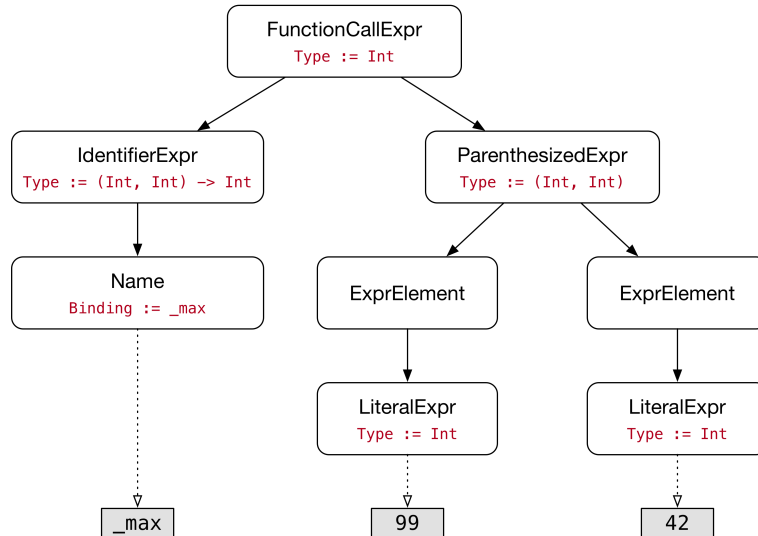 FunctionCallExpr
Type := Int
IdentifierExpr
Type := (Int, Int) -> Int
ParenthesizedExpr
Type := (Int, Int)
Name
Binding := _max
ExprElement
ExprElement
LiteralExpr
Type := Int
LiteralExpr
Type := Int
_max
99
42